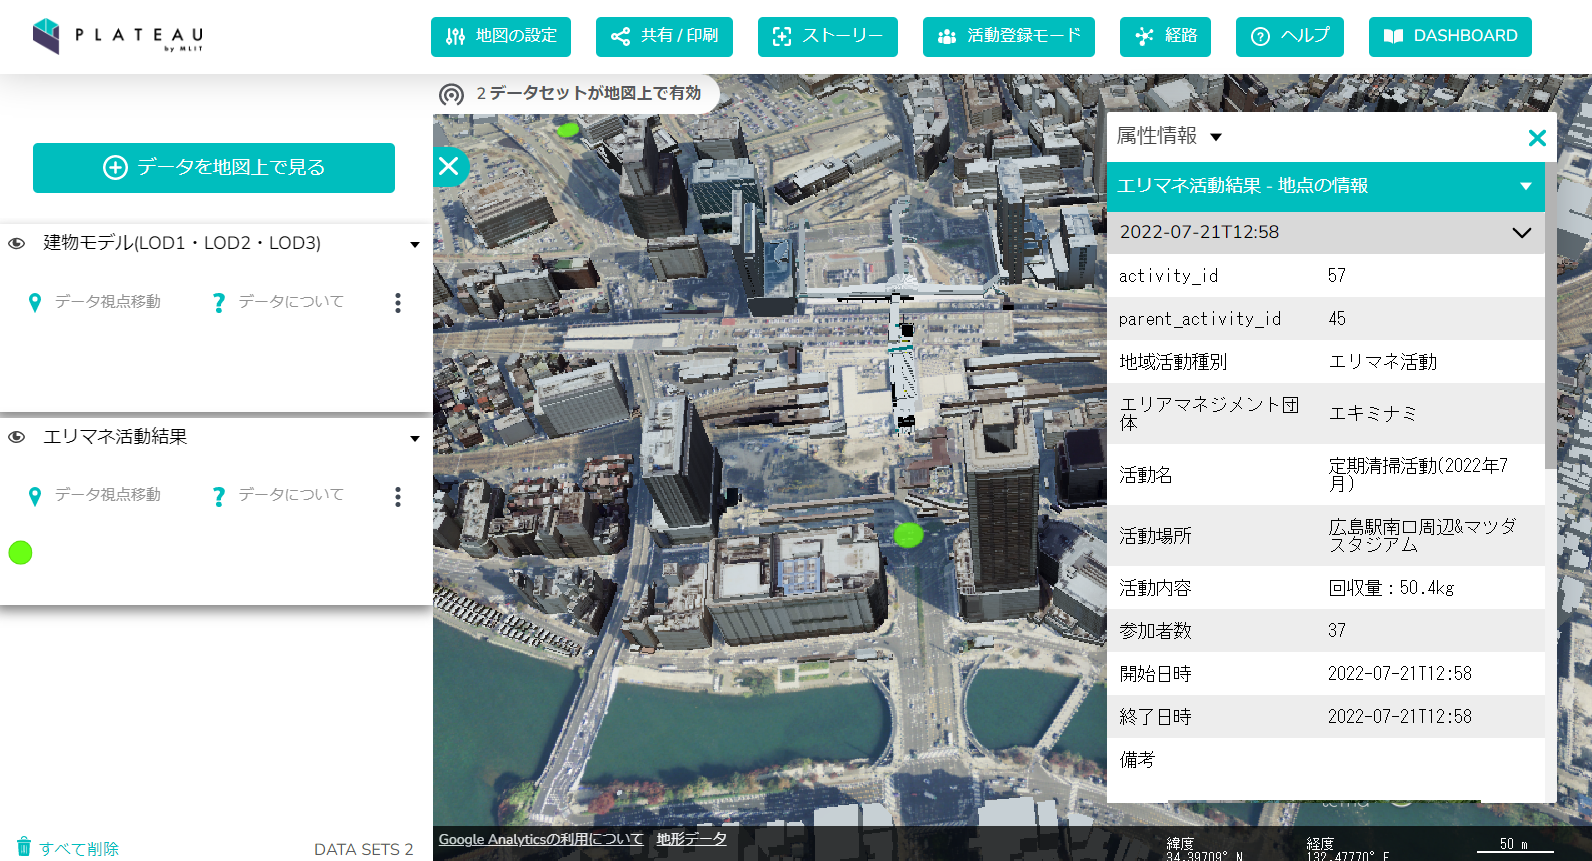 PLATEAU
by MLIT
地図の設定
共有 / 印刷
ストーリー
活動登録モード
経路
ヘルプ
DASHBOARD
2 データセットが地図上で有効
データを地図上で見る
建物モデル(LOD1・LOD2・LOD3)
データ視点移動
データについて
エリマネ活動結果
データ視点移動
データについて
すべて削除
DATA SETS 2
属性情報
エリマネ活動結果 - 地点の情報
2022-07-21T12:58
activity_id 57
parent_activity_id 45
地域活動種別 エリマネ活動
エリアマネジメント団
体
エキミナミ
活動名
定期清掃活動(2022年7
月)
活動場所
広島駅南口周辺&マツダ
スタジアム
活動内容 回収量：50.4kg
参加者数 37
開始日時 2022-07-21T12:58
終了日時 2022-07-21T12:58
備考
Google Analyticsの利用について 地形データ
緯度
34.39709° N
経度
132.47770° E
50 m